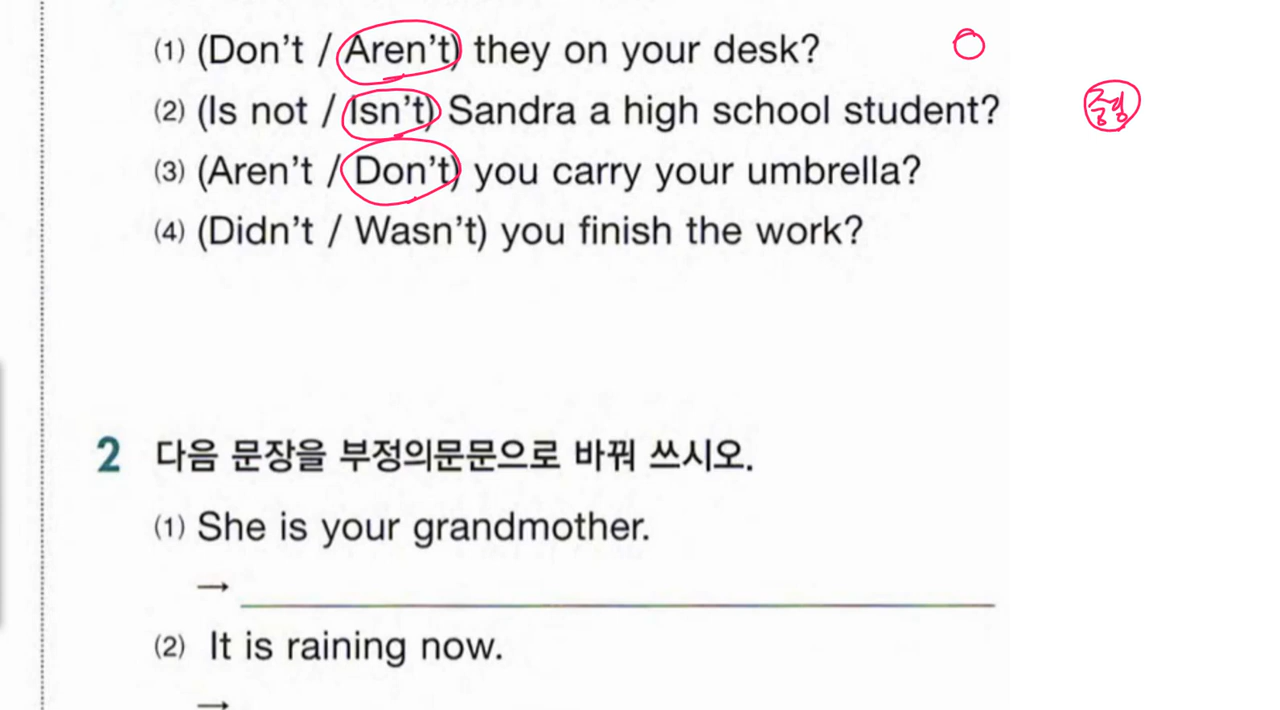 (1) (Don't / Aren't) they on your desk?
(2) (Is not / Isn't) Sandra a high school student?
(3) (Aren't / Don't) you carry your umbrella?
(4) (Didn't / Wasn't) you finish the work?
2 다음 문장을 부정의문문으로 바꿔 쓰시오.
(1) She is your grandmother.
→
(2) It is raining now.
→